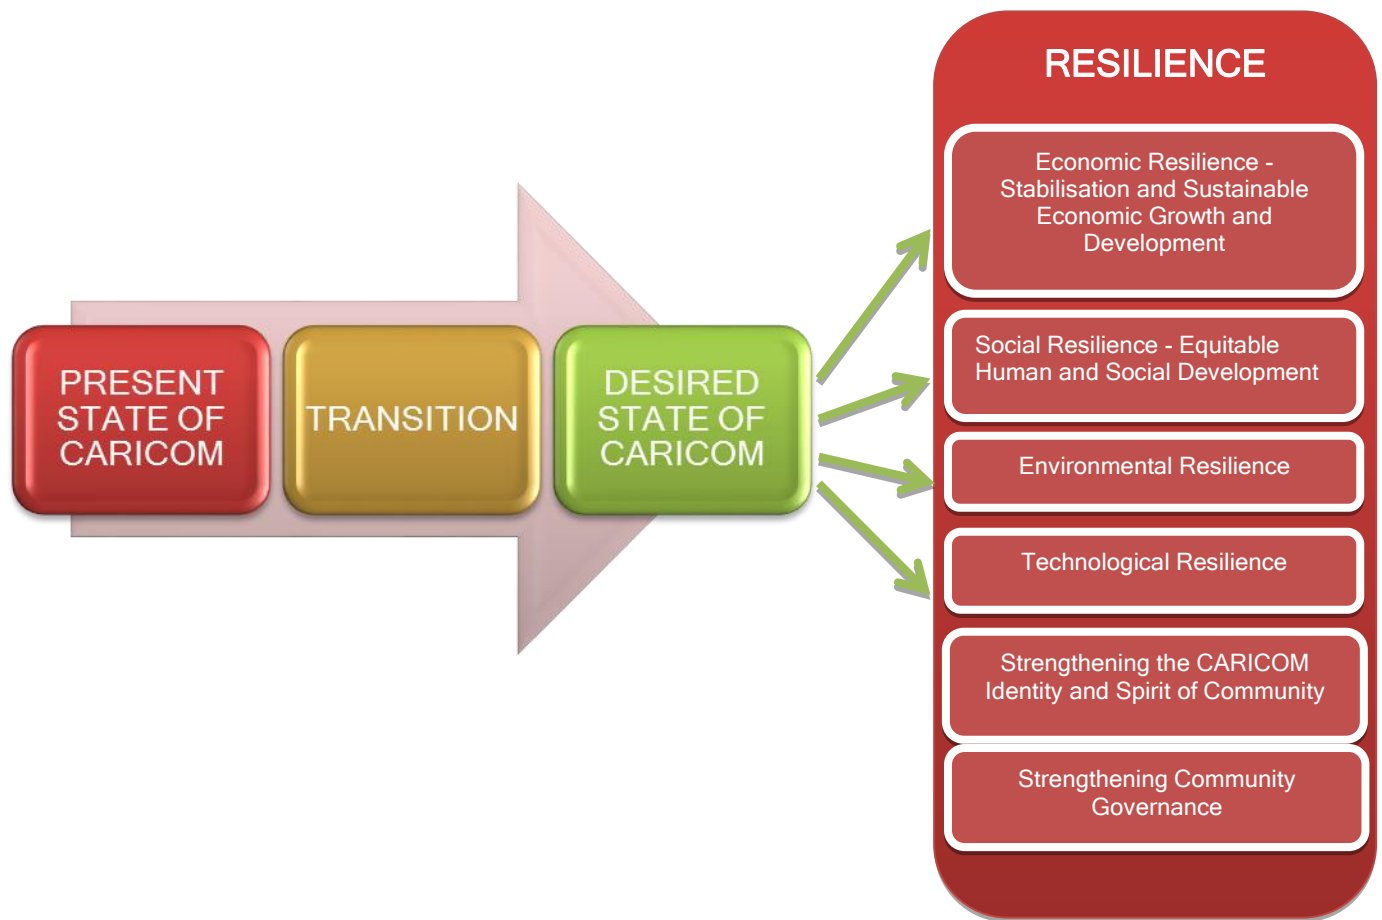 PRESENT
STATE OF
CARICOM
TRANSITION
DESIRED
STATE OF
CARICOM
RESILIENCE
Economic Resilience -
Stabilisation and Sustainable
Economic Growth and
Development
Social Resilience - Equitable
Human and Social Development
Environmental Resilience
Technological Resilience
Strengthening the CARICOM
Identity and Spirit of Community
Strengthening Community
Governance